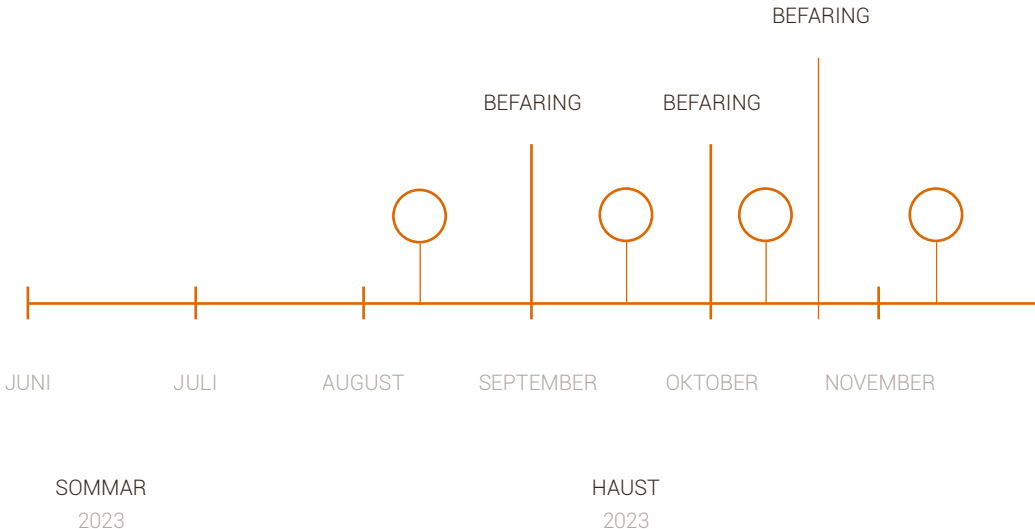 BEFARING
BEFARING BEFARING
JUNI JULI AUGUST SEPTEMBER OKTOBER NOVEMBER
SOMMAR HAUST
2023 2023